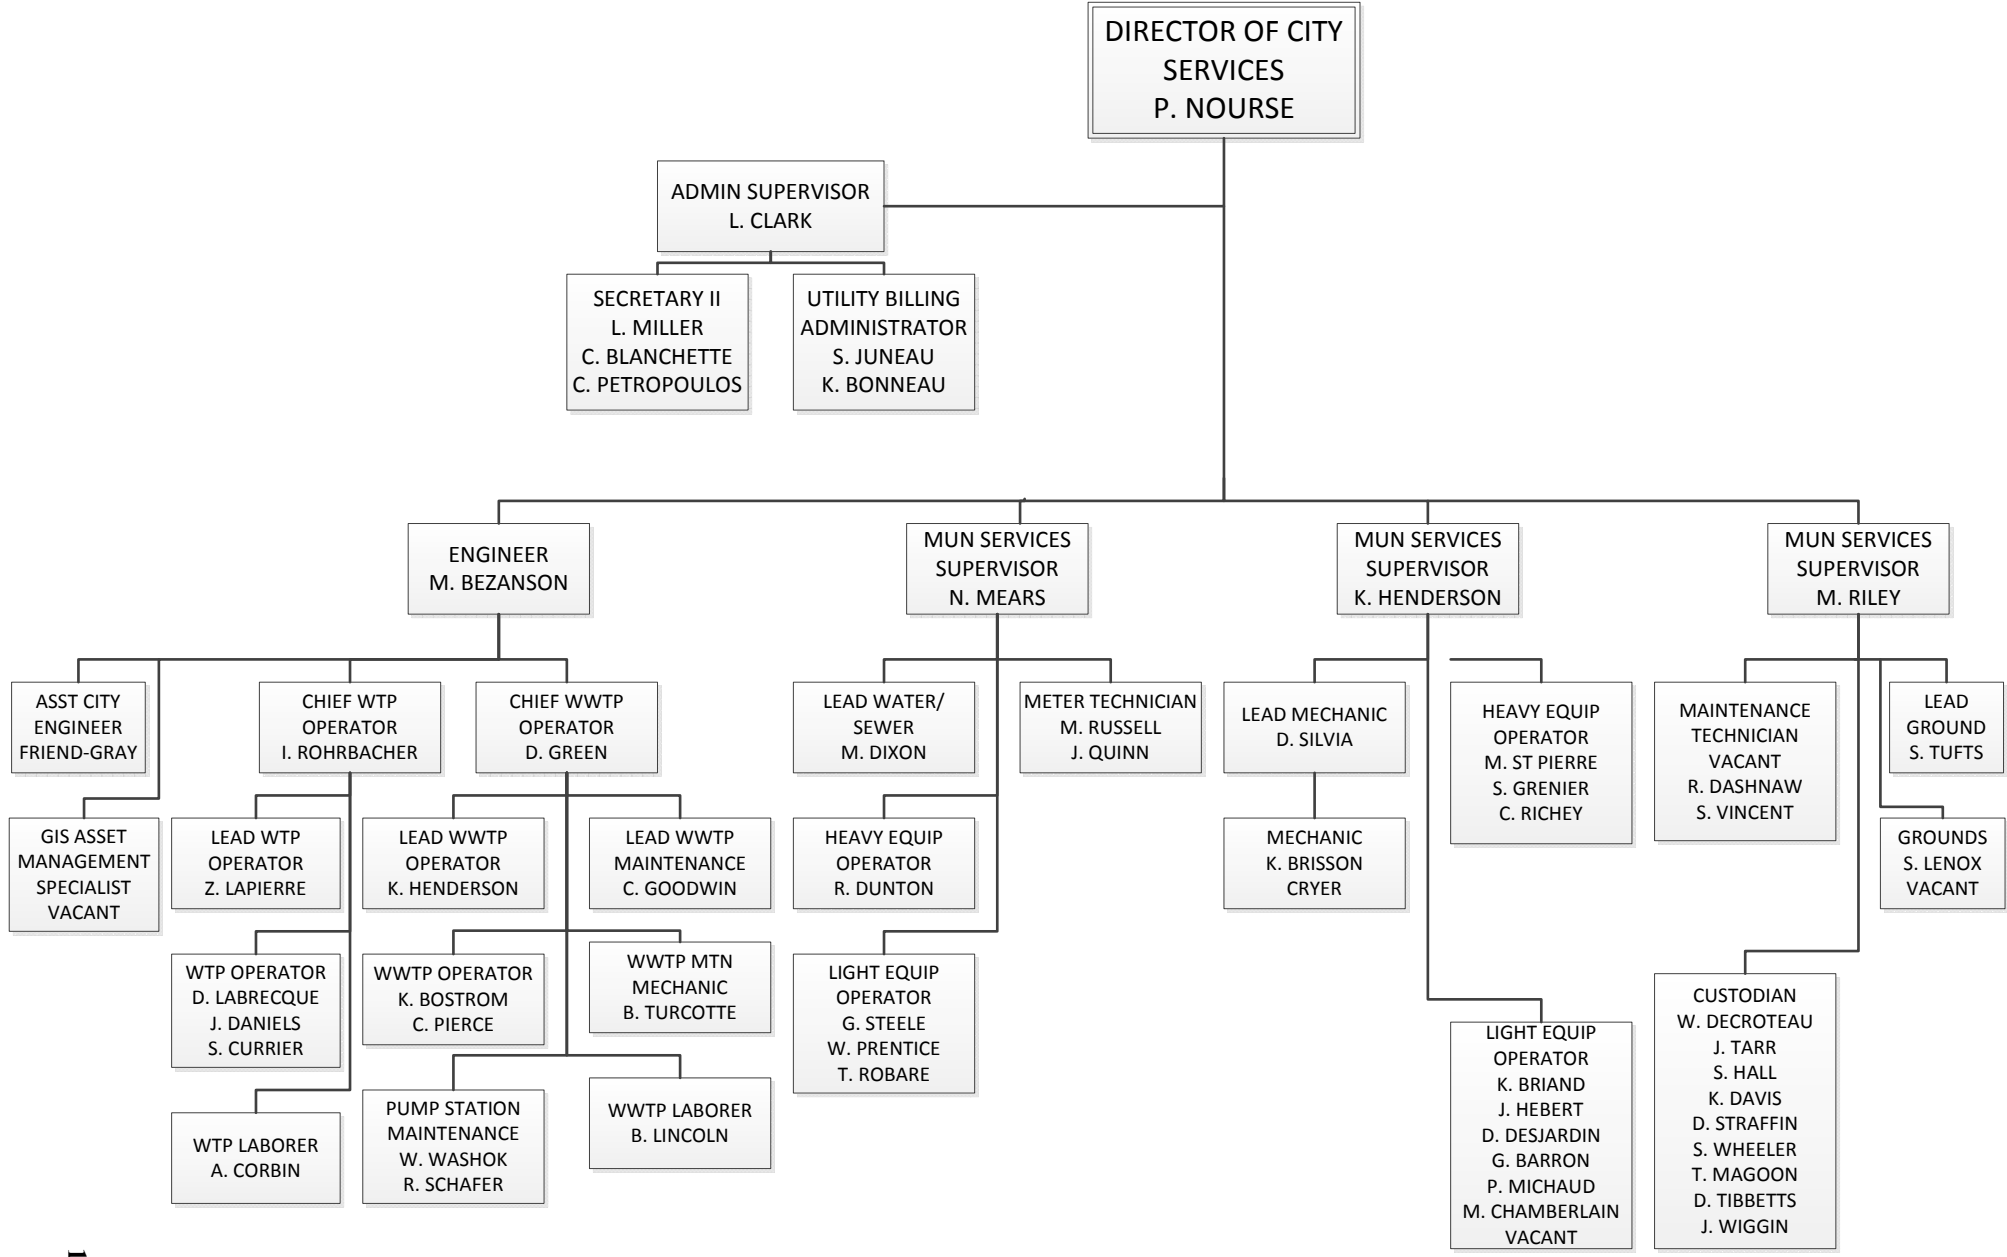 DIRECTOR OF CITY
SERVICES
P. NOURSE
ADMIN SUPERVISOR
L. CLARK
SECRETARY II
L. MILLER
C. BLANCHETTE
C. PETROPOULOS
UTILITY BILLING
ADMINISTRATOR
S. JUNEAU
K. BONNEAU
ENGINEER
M. BEZANSON
MUN SERVICES
SUPERVISOR
N. MEARS
MUN SERVICES
SUPERVISOR
K. HENDERSON
MUN SERVICES
SUPERVISOR
M. RILEY
ASST CITY
ENGINEER
FRIEND-GRAY
CHIEF WTP
OPERATOR
I. ROHRBACHER
CHIEF WWTP
OPERATOR
D. GREEN
LEAD WATER/
SEWER
M. DIXON
METER TECHNICIAN
M. RUSSELL
J. QUINN
LEAD MECHANIC
D. SILVIA
HEAVY EQUIP
OPERATOR
M. ST PIERRE
S. GRENIER
C. RICHEY
MAINTENANCE
TECHNICIAN
VACANT
R. DASHNAW
S. VINCENT
LEAD
GROUND
S. TUFTS
GIS ASSET
MANAGEMENT
SPECIALIST
VACANT
LEAD WTP
OPERATOR
Z. LAPIERRE
LEAD WWTP
OPERATOR
K. HENDERSON
LEAD WWTP
MAINTENANCE
C. GOODWIN
HEAVY EQUIP
OPERATOR
R. DUNTON
MECHANIC
K. BRISSON
CRYER
GROUNDS
S. LENOX
VACANT
WTP OPERATOR
D. LABRECQUE
J. DANIELS
S. CURRIER
WWTP OPERATOR
K. BOSTROM
C. PIERCE
WWTP MTN
MECHANIC
B. TURCOTTE
LIGHT EQUIP
OPERATOR
G. STEELE
W. PRENTICE
T. ROBARE
LIGHT EQUIP
OPERATOR
K. BRIAND
J. HEBERT
D. DESJARDIN
G. BARRON
P. MICHAUD
M. CHAMBERLAIN
VACANT
CUSTODIAN
W. DECROTEAU
J. TARR
S. HALL
K. DAVIS
D. STRAFFIN
S. WHEELER
T. MAGOON
D. TIBBETTS
J. WIGGIN
WTP LABORER
A. CORBIN
PUMP STATION
MAINTENANCE
W. WASHOK
R. SCHAFER
WWTP LABORER
B. LINCOLN
1